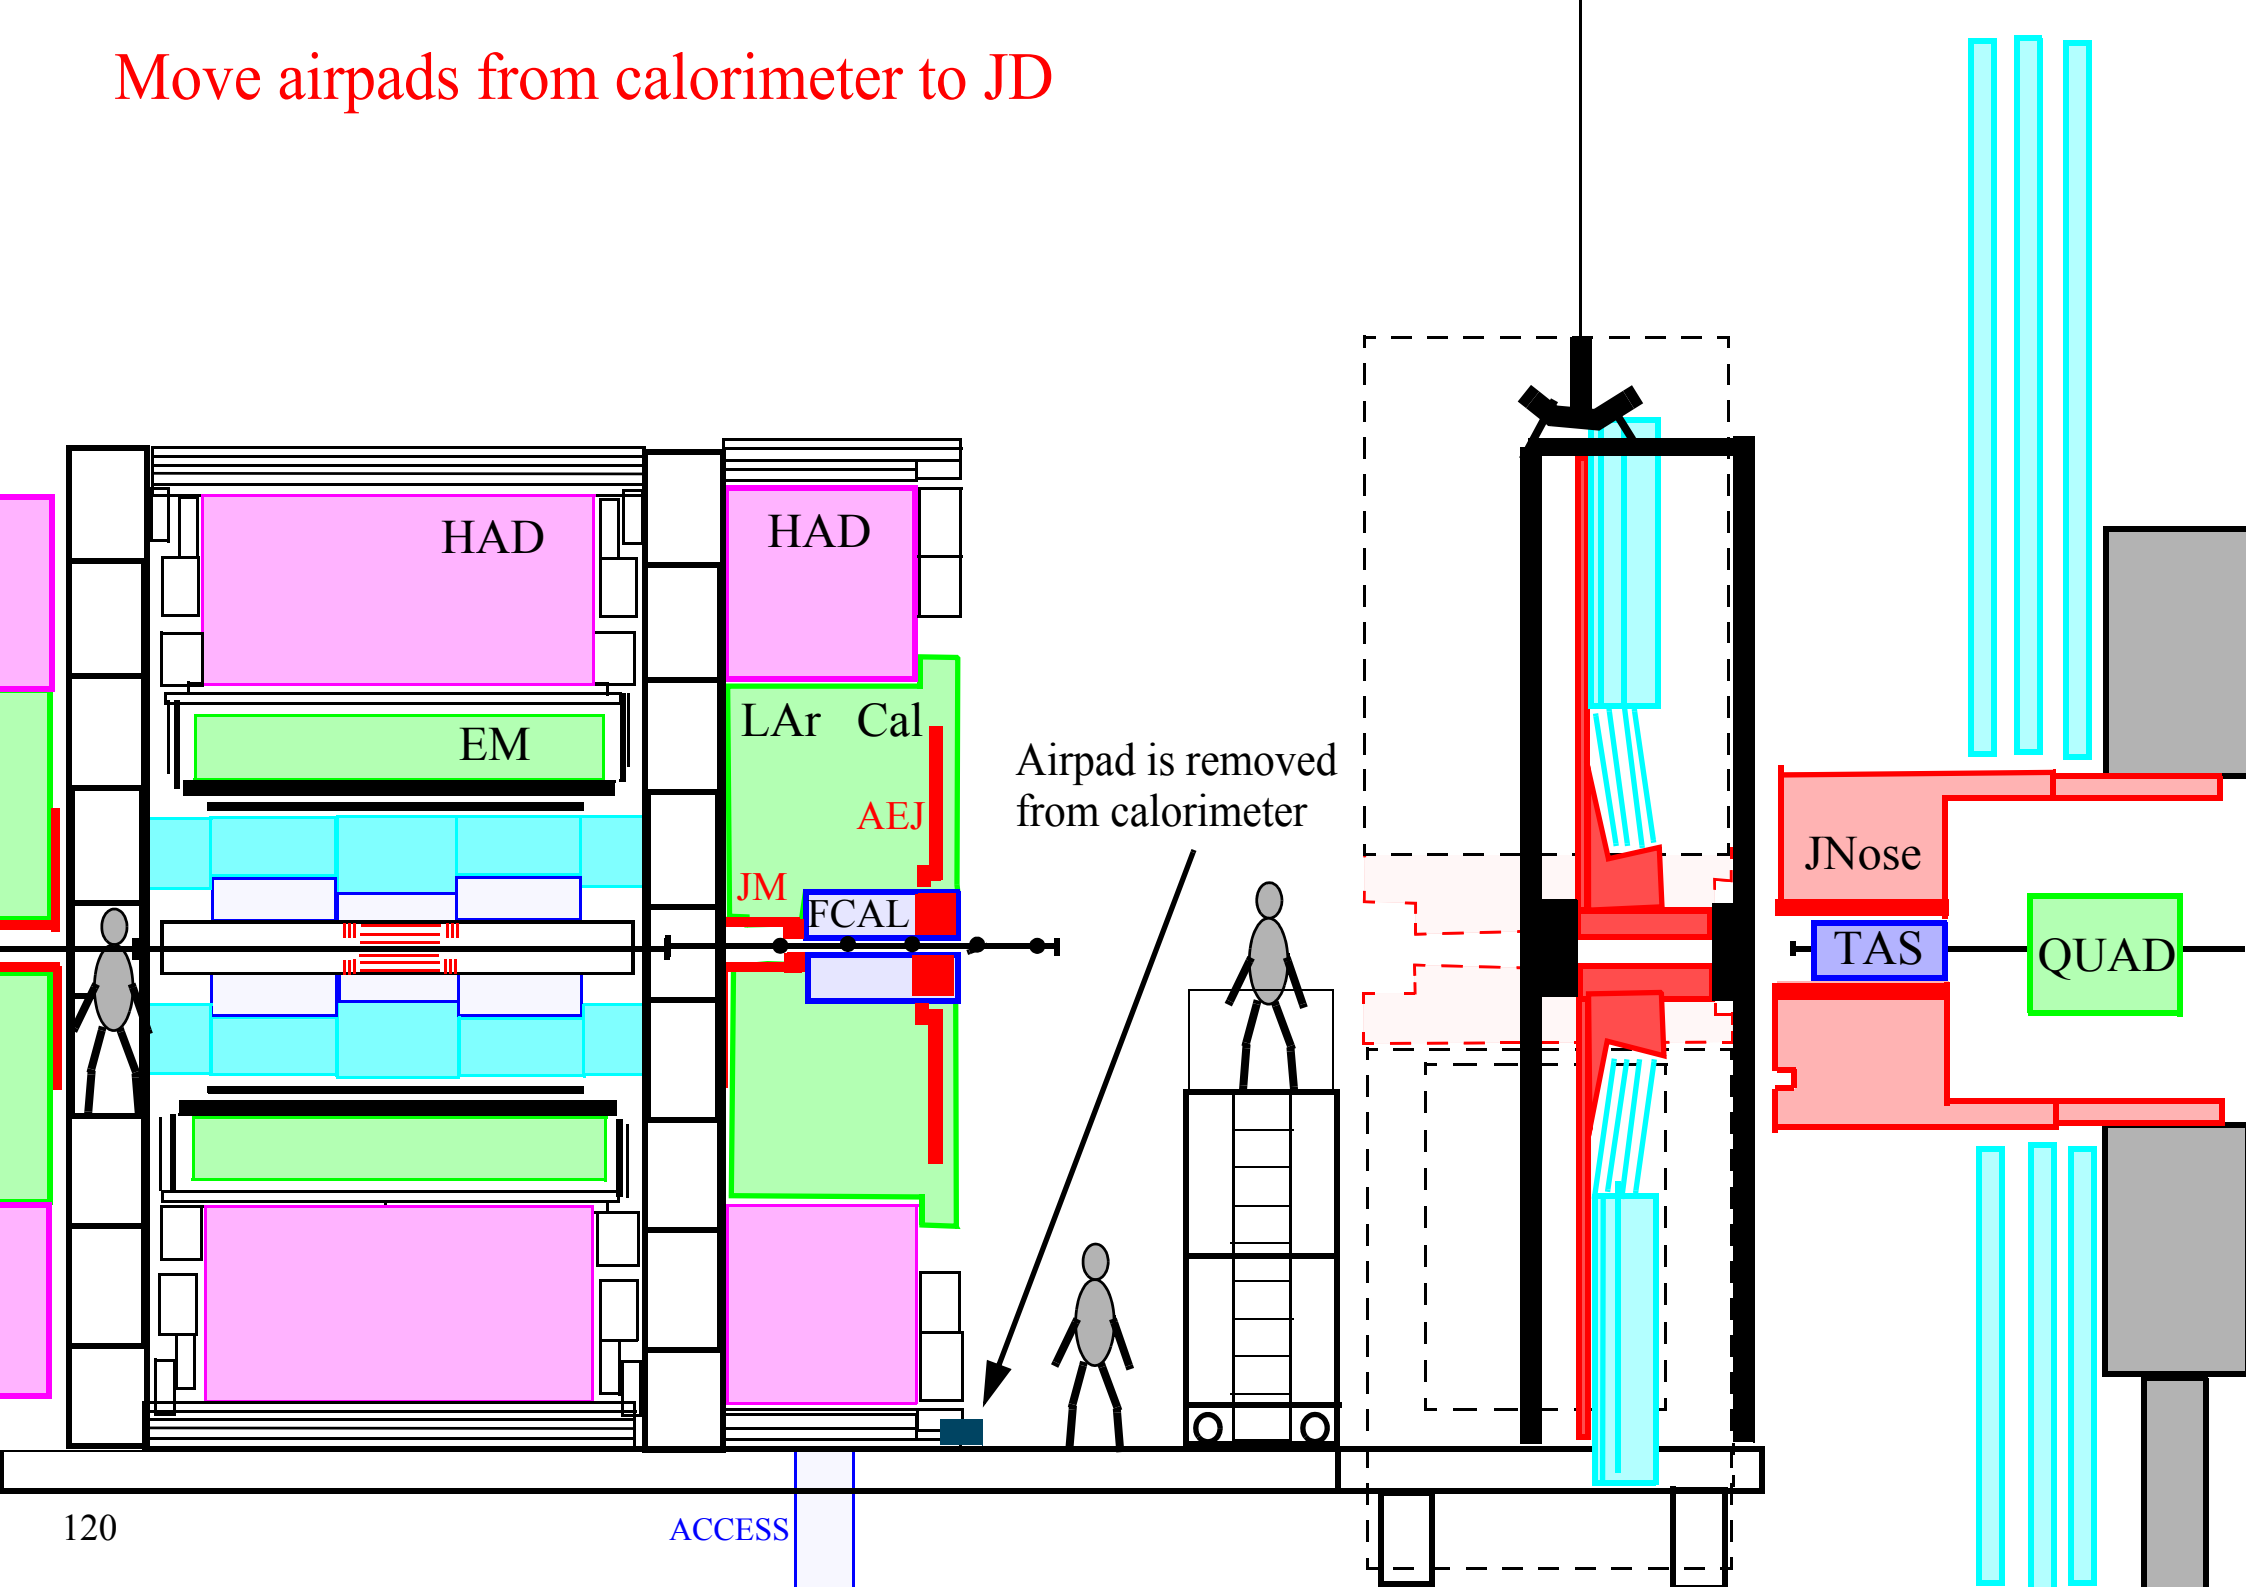 Move airpads from calorimeter to JD
HAD
HAD
LAr Cal
EM
Airpad is removed
from calorimeter
AEJ
JM
FCAL
JNose
TAS
QUAD
120
ACCESS